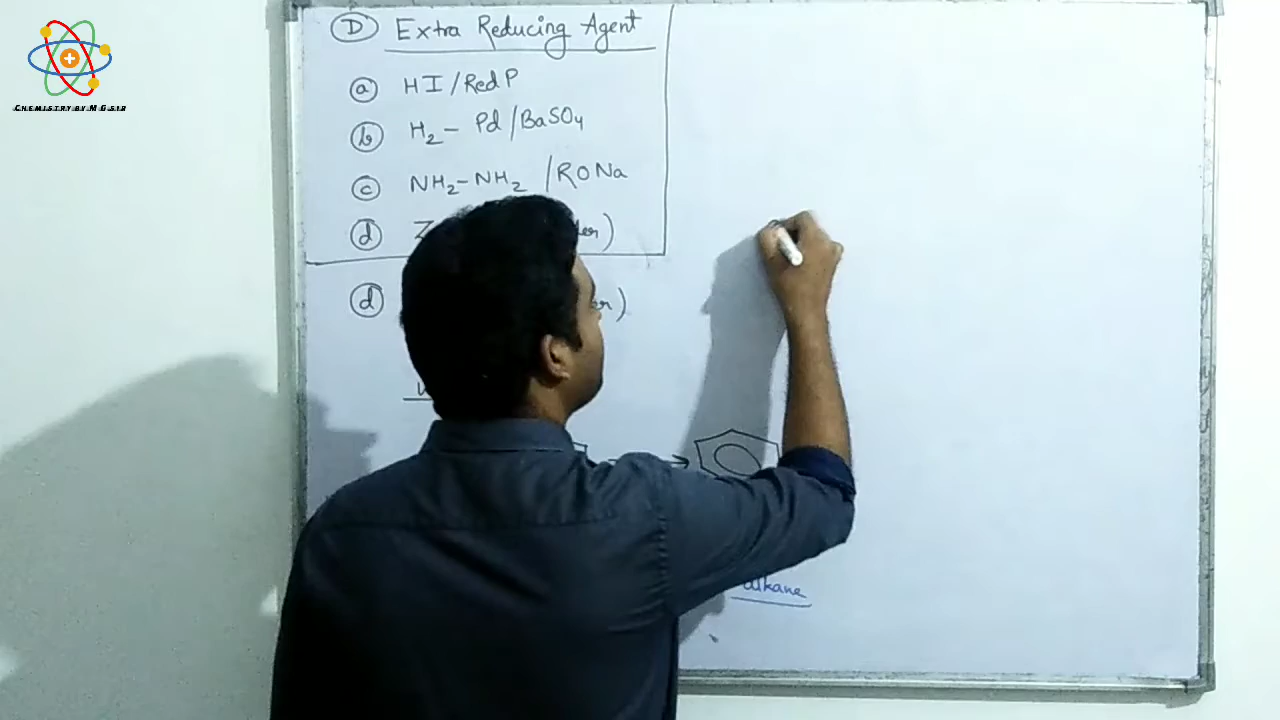 CHEMISTRY BY M G SIR
D Extra Reducing Agent
a HI/Red P
b H₂- Pd/BaSO₄
c NH₂-NH₂ /RONa
d Z
d
alkane